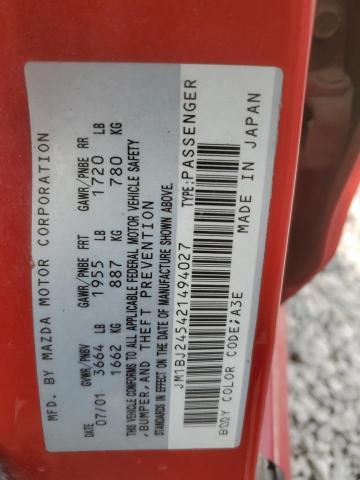 MFD. BY MAZDA MOTOR CORPORATION
DATE GVWR/PNBV GAWR/PNBE FRT GAWR/PNBE RR
07/01 3664 LB 1955 LB 1720 LB
1662 KG 887 KG 780 KG
THIS VEHICLE CONFORMS TO ALL APPLICABLE FEDERAL MOTOR VEHICLE SAFETY
,BUMPER,AND THEFT PREVENTION
STANDARDS IN EFFECT ON THE DATE OF MANUFACTURE SHOWN ABOVE.
JM1BJ245421494027 TYPE:PASSENGER
BODY COLOR CODE;A3E MADE IN JAPAN